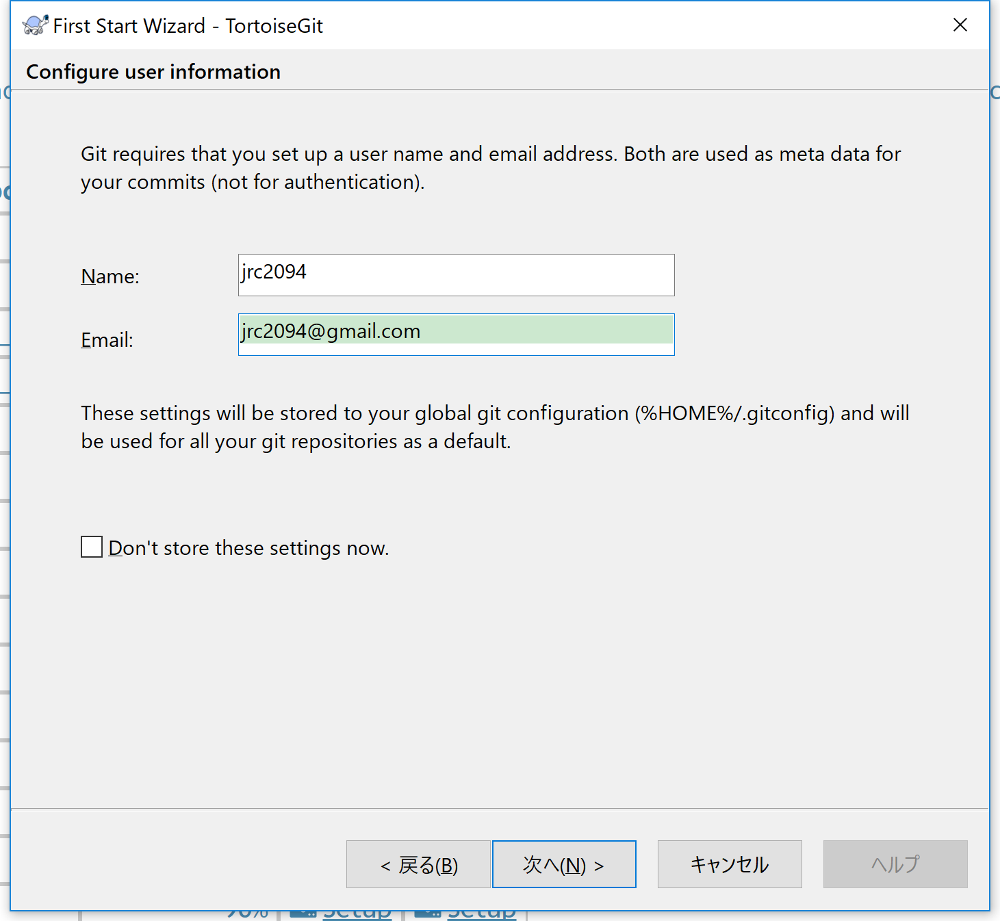 First Start Wizard - TortoiseGit
Configure user information
Git requires that you set up a user name and email address. Both are used as meta data for
your commits (not for authentication).
Name:
jrc2094
Email:
jrc2094@gmail.com
These settings will be stored to your global git configuration (%HOME%/.gitconfig) and will
be used for all your git repositories as a default.
Don't store these settings now.
< 戻る(B)
次へ(N) >
キャンセル
ヘルプ
90% Setup Setup